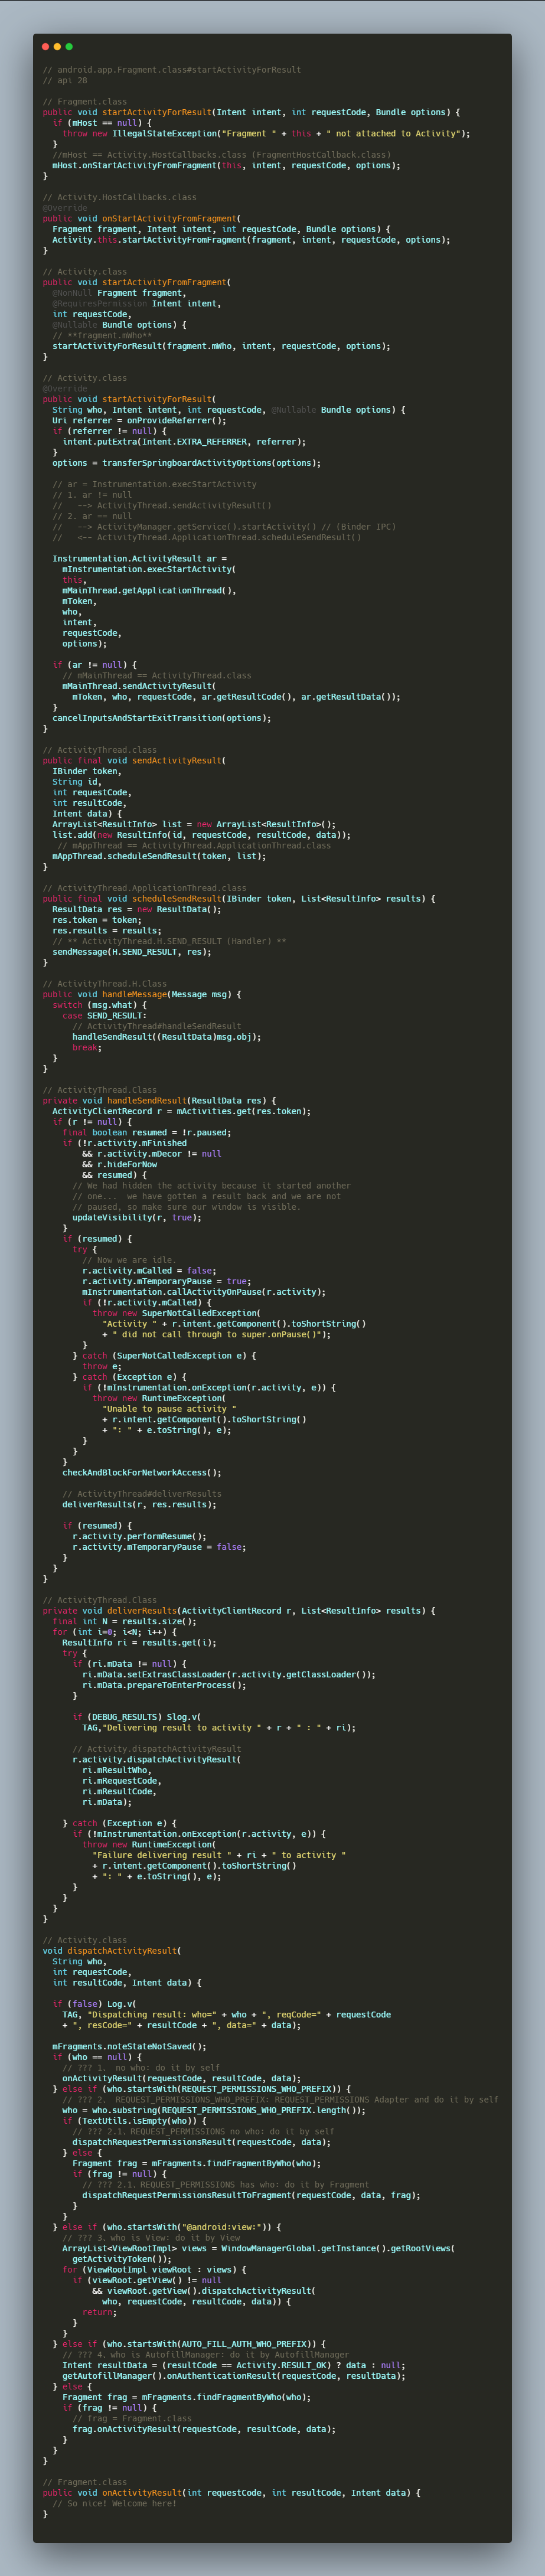 // android.app.Fragment.class#startActivityForResult
// api 28

// Fragment.class
public void startActivityForResult(Intent intent, int requestCode, Bundle options) {
  if (mHost == null) {
    throw new IllegalStateException("Fragment " + this + " not attached to Activity");
  }
  //mHost == Activity.HostCallbacks.class (FragmentHostCallback.class)
  mHost.onStartActivityFromFragment(this, intent, requestCode, options);
}

// Activity.HostCallbacks.class
@Override
public void onStartActivityFromFragment(
  Fragment fragment, Intent intent, int requestCode, Bundle options) {
  Activity.this.startActivityFromFragment(fragment, intent, requestCode, options);
}

// Activity.class
public void startActivityFromFragment(
  @NonNull Fragment fragment,
  @RequiresPermission Intent intent,
  int requestCode,
  @Nullable Bundle options) {
  // **fragment.mWho**
  startActivityForResult(fragment.mWho, intent, requestCode, options);
}

// Activity.class
@Override
public void startActivityForResult(
  String who, Intent intent, int requestCode, @Nullable Bundle options) {
  Uri referrer = onProvideReferrer();
  if (referrer != null) {
    intent.putExtra(Intent.EXTRA_REFERRER, referrer);
  }
  options = transferSpringboardActivityOptions(options);

  // ar = Instrumentation.execStartActivity
  // 1. ar != null
  //   --> ActivityThread.sendActivityResult()
  // 2. ar == null
  //   --> ActivityManager.getService().startActivity() // (Binder IPC)
  //   <-- ActivityThread.ApplicationThread.scheduleSendResult()

  Instrumentation.ActivityResult ar =
    mInstrumentation.execStartActivity(
    this,
    mMainThread.getApplicationThread(),
    mToken,
    who,
    intent,
    requestCode,
    options);

  if (ar != null) {
    // mMainThread == ActivityThread.class
    mMainThread.sendActivityResult(
      mToken, who, requestCode, ar.getResultCode(), ar.getResultData());
  }
  cancelInputsAndStartExitTransition(options);
}

// ActivityThread.class
public final void sendActivityResult(
  IBinder token,
  String id,
  int requestCode,
  int resultCode,
  Intent data) {
  ArrayList<ResultInfo> list = new ArrayList<ResultInfo>();
  list.add(new ResultInfo(id, requestCode, resultCode, data));
   // mAppThread == ActivityThread.ApplicationThread.class
  mAppThread.scheduleSendResult(token, list);
}

// ActivityThread.ApplicationThread.class
public final void scheduleSendResult(IBinder token, List<ResultInfo> results) {
  ResultData res = new ResultData();
  res.token = token;
  res.results = results;
  // ** ActivityThread.H.SEND_RESULT (Handler) **
  sendMessage(H.SEND_RESULT, res);
}

// ActivityThread.H.Class
public void handleMessage(Message msg) {
  switch (msg.what) {
    case SEND_RESULT:
      // ActivityThread#handleSendResult
      handleSendResult((ResultData)msg.obj);
      break;
  }
}

// ActivityThread.Class
private void handleSendResult(ResultData res) {
  ActivityClientRecord r = mActivities.get(res.token);
  if (r != null) {
    final boolean resumed = !r.paused;
    if (!r.activity.mFinished
        && r.activity.mDecor != null
        && r.hideForNow
        && resumed) {
      // We had hidden the activity because it started another
      // one...  we have gotten a result back and we are not
      // paused, so make sure our window is visible.
      updateVisibility(r, true);
    }
    if (resumed) {
      try {
        // Now we are idle.
        r.activity.mCalled = false;
        r.activity.mTemporaryPause = true;
        mInstrumentation.callActivityOnPause(r.activity);
        if (!r.activity.mCalled) {
          throw new SuperNotCalledException(
            "Activity " + r.intent.getComponent().toShortString()
            + " did not call through to super.onPause()");
        }
      } catch (SuperNotCalledException e) {
        throw e;
      } catch (Exception e) {
        if (!mInstrumentation.onException(r.activity, e)) {
          throw new RuntimeException(
            "Unable to pause activity "
            + r.intent.getComponent().toShortString()
            + ": " + e.toString(), e);
        }
      }
    }
    checkAndBlockForNetworkAccess();

    // ActivityThread#deliverResults
    deliverResults(r, res.results);

    if (resumed) {
      r.activity.performResume();
      r.activity.mTemporaryPause = false;
    }
  }
}

// ActivityThread.Class
private void deliverResults(ActivityClientRecord r, List<ResultInfo> results) {
  final int N = results.size();
  for (int i=0; i<N; i++) {
    ResultInfo ri = results.get(i);
    try {
      if (ri.mData != null) {
        ri.mData.setExtrasClassLoader(r.activity.getClassLoader());
        ri.mData.prepareToEnterProcess();
      }

      if (DEBUG_RESULTS) Slog.v(
        TAG,"Delivering result to activity " + r + " : " + ri);

      // Activity.dispatchActivityResult
      r.activity.dispatchActivityResult(
        ri.mResultWho,
        ri.mRequestCode,
        ri.mResultCode,
        ri.mData);

    } catch (Exception e) {
      if (!mInstrumentation.onException(r.activity, e)) {
        throw new RuntimeException(
          "Failure delivering result " + ri + " to activity "
          + r.intent.getComponent().toShortString()
          + ": " + e.toString(), e);
      }
    }
  }
}

// Activity.class
void dispatchActivityResult(
  String who,
  int requestCode,
  int resultCode, Intent data) {

  if (false) Log.v(
    TAG, "Dispatching result: who=" + who + ", reqCode=" + requestCode
    + ", resCode=" + resultCode + ", data=" + data);

  mFragments.noteStateNotSaved();
  if (who == null) {
    // ??? 1、 no who: do it by self
    onActivityResult(requestCode, resultCode, data);
  } else if (who.startsWith(REQUEST_PERMISSIONS_WHO_PREFIX)) {
    // ??? 2、 REQUEST_PERMISSIONS_WHO_PREFIX: REQUEST_PERMISSIONS Adapter and do it by self
    who = who.substring(REQUEST_PERMISSIONS_WHO_PREFIX.length());
    if (TextUtils.isEmpty(who)) {
      // ??? 2.1、REQUEST_PERMISSIONS no who: do it by self
      dispatchRequestPermissionsResult(requestCode, data);
    } else {
      Fragment frag = mFragments.findFragmentByWho(who);
      if (frag != null) {
        // ??? 2.1、REQUEST_PERMISSIONS has who: do it by Fragment
        dispatchRequestPermissionsResultToFragment(requestCode, data, frag);
      }
    }
  } else if (who.startsWith("@android:view:")) {
    // ??? 3、who is View: do it by View
    ArrayList<ViewRootImpl> views = WindowManagerGlobal.getInstance().getRootViews(
      getActivityToken());
    for (ViewRootImpl viewRoot : views) {
      if (viewRoot.getView() != null
          && viewRoot.getView().dispatchActivityResult(
            who, requestCode, resultCode, data)) {
        return;
      }
    }
  } else if (who.startsWith(AUTO_FILL_AUTH_WHO_PREFIX)) {
    // ??? 4、who is AutofillManager: do it by AutofillManager
    Intent resultData = (resultCode == Activity.RESULT_OK) ? data : null;
    getAutofillManager().onAuthenticationResult(requestCode, resultData);
  } else {
    Fragment frag = mFragments.findFragmentByWho(who);
    if (frag != null) {
      // frag = Fragment.class
      frag.onActivityResult(requestCode, resultCode, data);
    }
  }
}

// Fragment.class
public void onActivityResult(int requestCode, int resultCode, Intent data) {
  // So nice! Welcome here!
}